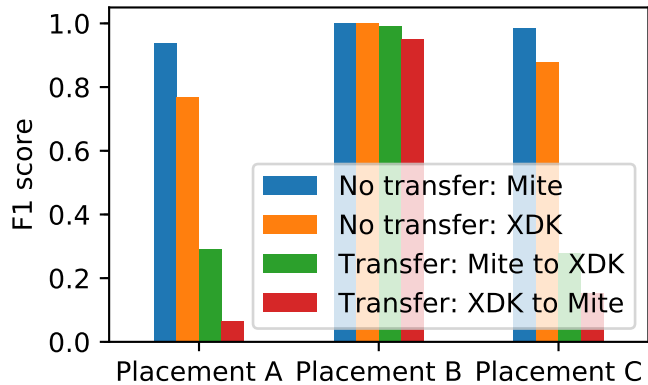 1.0
0.8
0.6
0.4
0.2
0.0
F1 score
No transfer: Mite
No transfer: XDK
Transfer: Mite to XDK
Transfer: XDK to Mite
Placement A Placement B Placement C